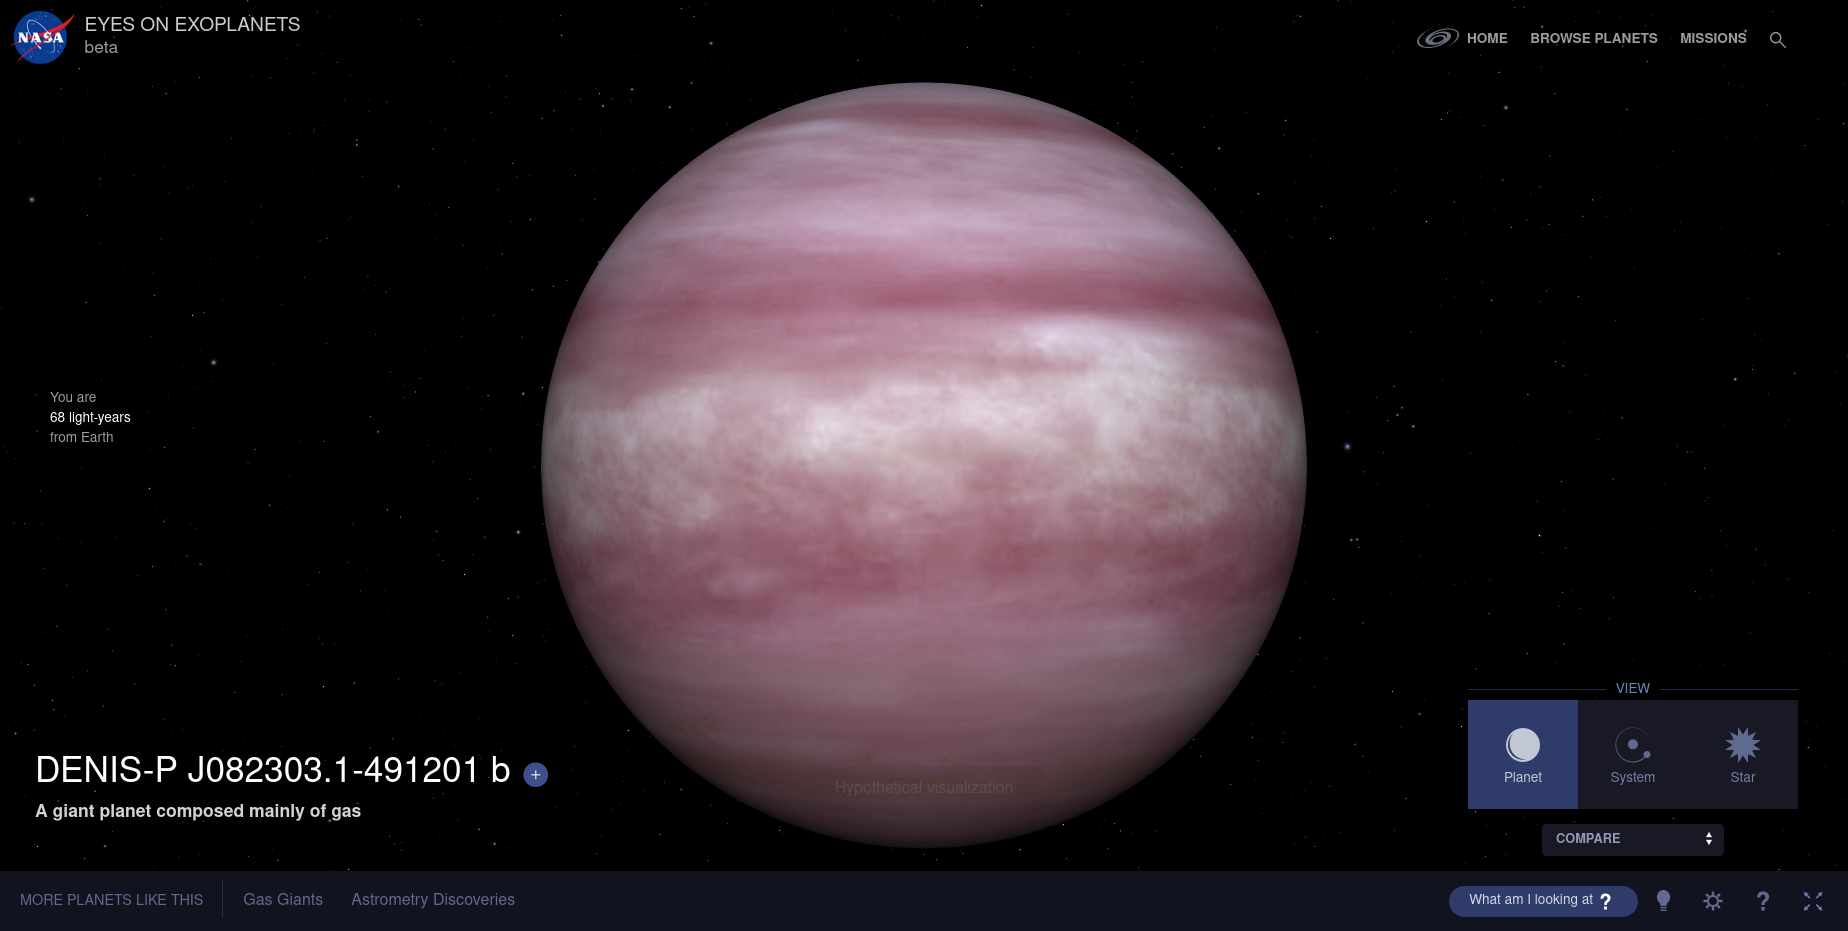 NASA
EYES ON EXOPLANETS
beta
HOME
BROWSE PLANETS
MISSIONS
You are
68 light-years
from Earth
VIEW
Planet
System
Star
COMPARE
DENIS-P J082303.1-491201 b +
A giant planet composed mainly of gas
Hypothetical visualization
MORE PLANETS LIKE THIS
Gas Giants
Astrometry Discoveries
What am I looking at ?
?